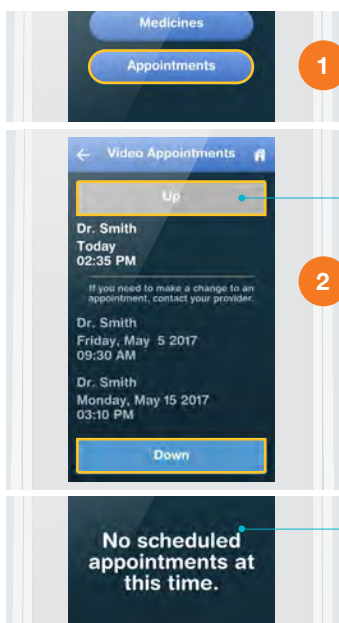 Medicines
Appointments
1
Video Appointments
Up
Dr. Smith
Today
02:35 PM
If you need to make a change to an
appointment, contact your provider.
2
Dr. Smith
Friday, May 5 2017
09:30 AM
Dr. Smith
Monday, May 15 2017
03:10 PM
Down
No scheduled
appointments at
this time.